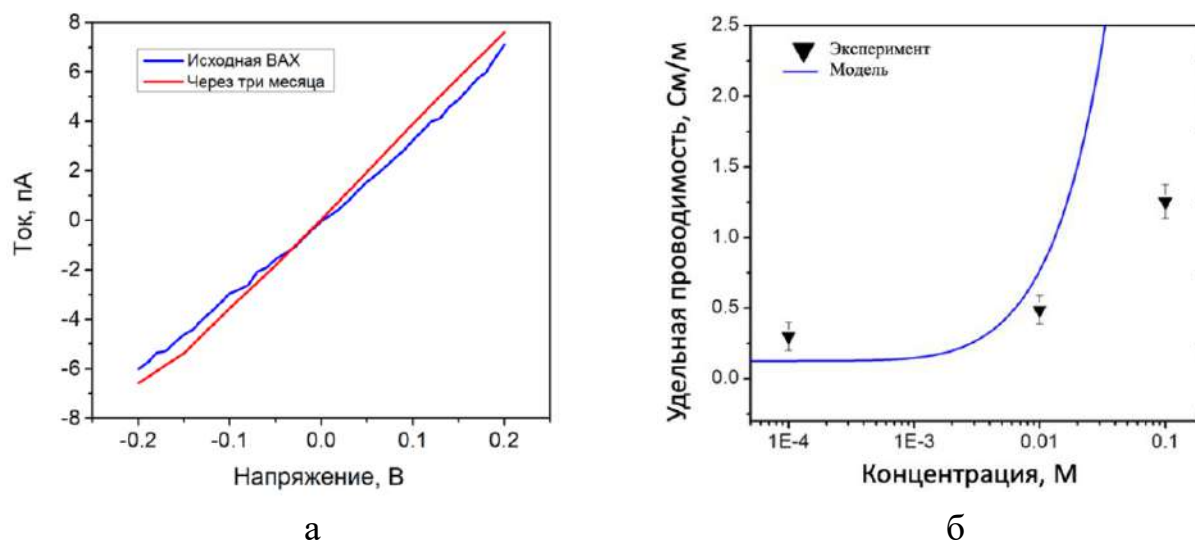 8
6
4
2
0
-2
-4
-6
-8
Ток, пА
Исходная ВАХ
Через три месяца
-0.2
-0.1
0.0
0.1
0.2
Напряжение, В
а
2.5
2.0
1.5
1.0
0.5
0.0
Удельная проводимость, См/м
Эксперимент
Модель
1E-4
1E-3
0.01
0.1
Концентрация, М
б